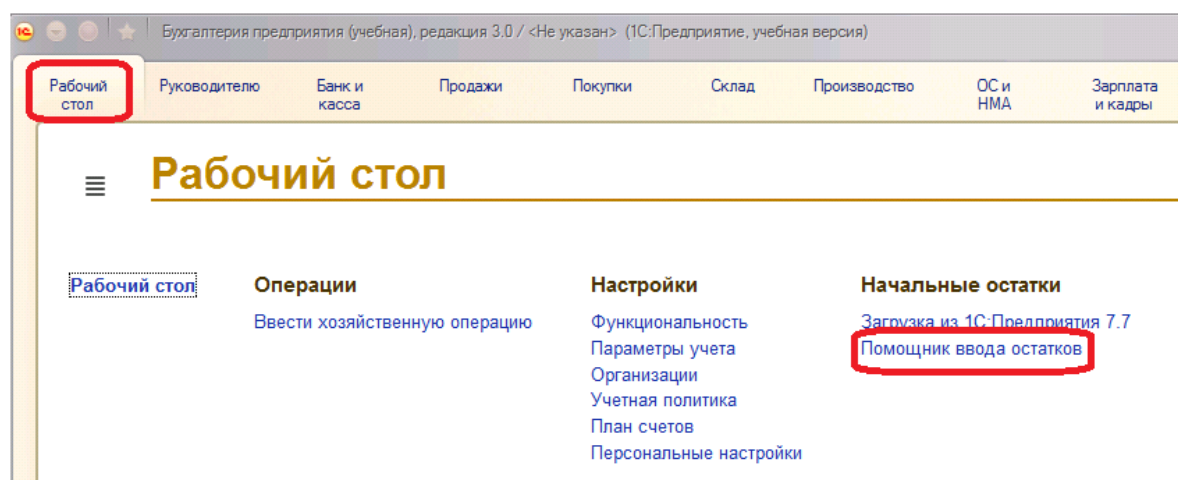 1С Бухгалтерия предприятия (учебная), редакция 3.0 / <Не указан> (1С:Предприятие, учебная версия)
Рабочий стол
Руководителю
Банк и касса
Продажи
Покупки
Склад
Производство
ОС и НМА
Зарплата и кадры
Рабочий стол
Рабочий стол
Операции
Ввести хозяйственную операцию
Настройки
Функциональность
Параметры учета
Организации
Учетная политика
План счетов
Персональные настройки
Начальные остатки
Загрузка из 1С:Предприятия 7.7
Помощник ввода остатков